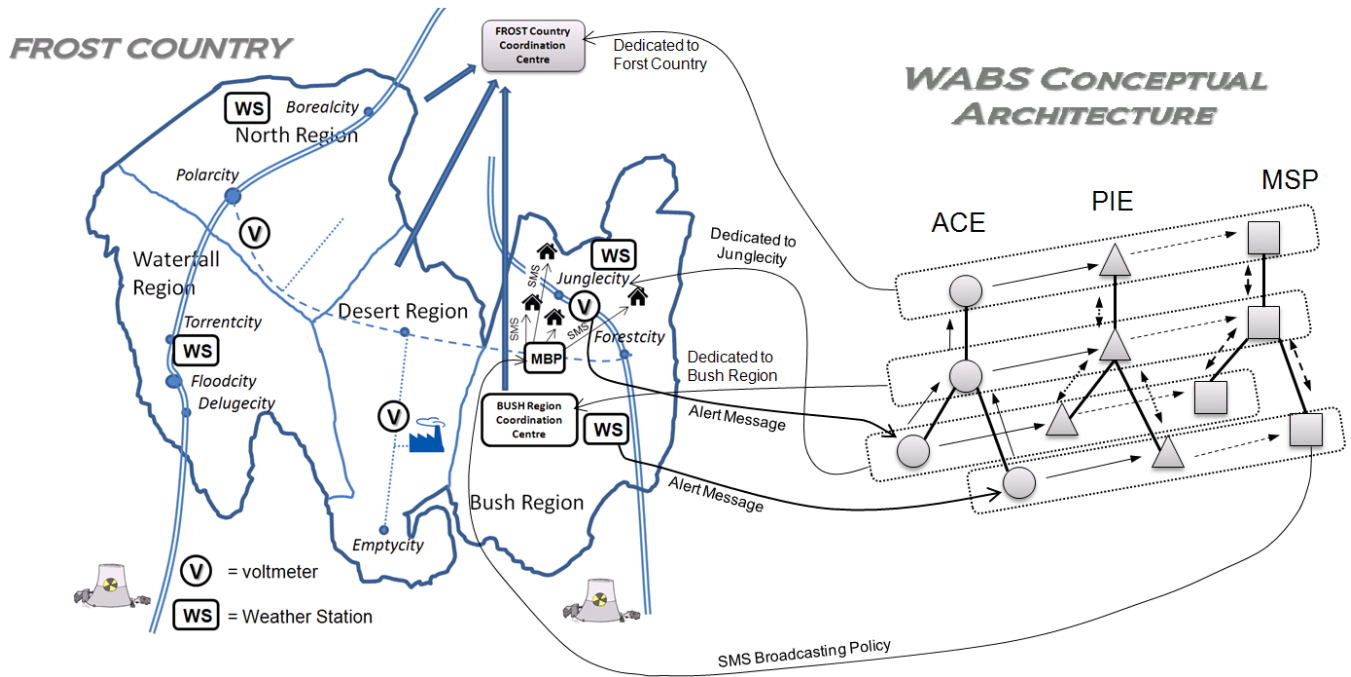 FROST COUNTRY
FROST Country
Coordination
Centre
Dedicated to
Forst Country
WABS CONCEPTUAL
ARCHITECTURE
WS
Borealcity
North Region
Polarcity
V
Waterfall
Region
Torrentcity
WS
Floodcity
Delugecity
Desert Region
V
Emptycity
SMS
Junglecity
WS
SMS
V
SMS
Forestcity
MBP
BUSH Region
Coordination
Centre
WS
Bush Region
Dedicated to
Junglecity
Dedicated to
Bush Region
Alert Message
Alert Message
ACE
PIE
MSP
V
= voltmeter
WS
= Weather Station
SMS Broadcasting Policy